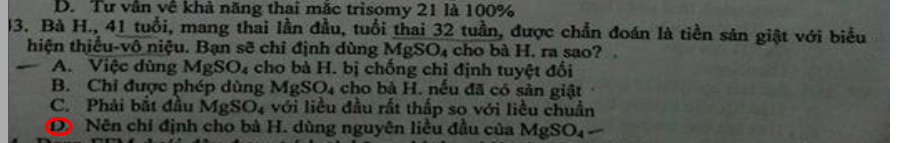 D. Tư vấn về khả năng thai mắc trisomy 21 là 100%
43. Bà H., 41 tuổi, mang thai lần đầu, tuổi thai 32 tuần, được chẩn đoán là tiền sản giật với biểu
hiện thiểu-vô niệu. Bạn sẽ chỉ định dùng MgSO₄ cho bà H. ra sao?
A. Việc dùng MgSO₄ cho bà H. bị chống chỉ định tuyệt đối
B. Chỉ được phép dùng MgSO₄ cho bà H. nếu đã có sản giật
C. Phải bắt đầu MgSO₄ với liều đầu rất thấp so với liều chuẩn
D. Nên chỉ định cho bà H. dùng nguyên liều đầu của MgSO₄